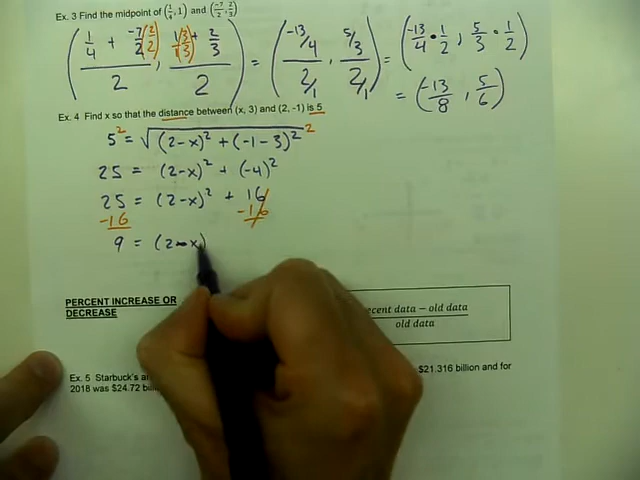 Ex. 3 Find the midpoint of (1/4, 1) and (-7/2, 2/3)
((1/4 + -7/2(2/2))/2, (1/1(3/3) + 2/3)/2) = ((-13/4)/(2/1), (5/3)/(2/1)) = (-13/4 · 1/2, 5/3 · 1/2)
= (-13/8, 5/6)
Ex. 4 Find x so that the distance between (x, 3) and (2, -1) is 5
5² = √((2-x)² + (-1-3)²)²
25 = (2-x)² + (-4)²
25 = (2-x)² + 16
-16 -16
9 = (2-x)
PERCENT INCREASE OR
DECREASE
recent data − old data
old data
Ex. 5 Starbuck's $21.316 billion and for
2018 was $24.72